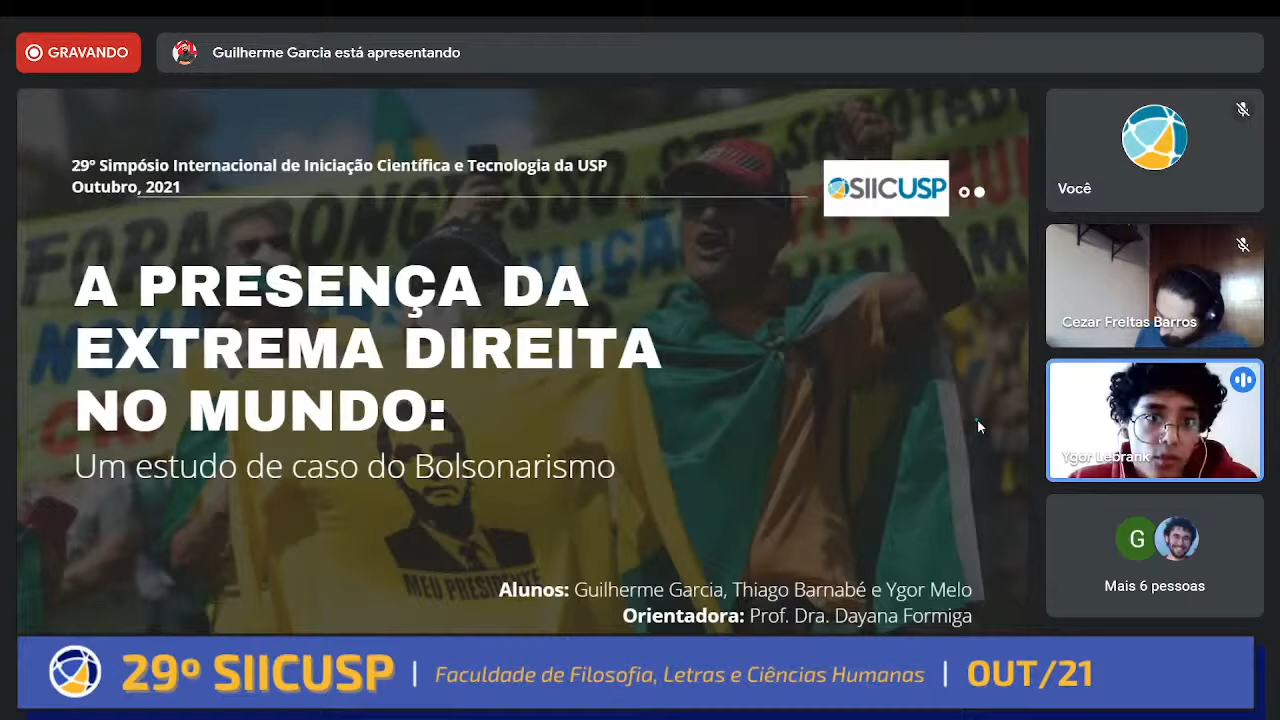 GRAVANDO
Guilherme Garcia está apresentando
29º Simpósio Internacional de Iniciação Científica e Tecnologia da USP
Outubro, 2021
SIICUSP
A PRESENÇA DA
EXTREMA DIREITA
NO MUNDO:
Um estudo de caso do Bolsonarismo
FORA
MEU PRESIDENTE
Alunos: Guilherme Garcia, Thiago Barnabé e Ygor Melo
Orientadora: Prof. Dra. Dayana Formiga
Você
Cezar Freitas Barros
Ygor Lebrank
G
Mais 6 pessoas
29º SIICUSP | Faculdade de Filosofia, Letras e Ciências Humanas | OUT/21